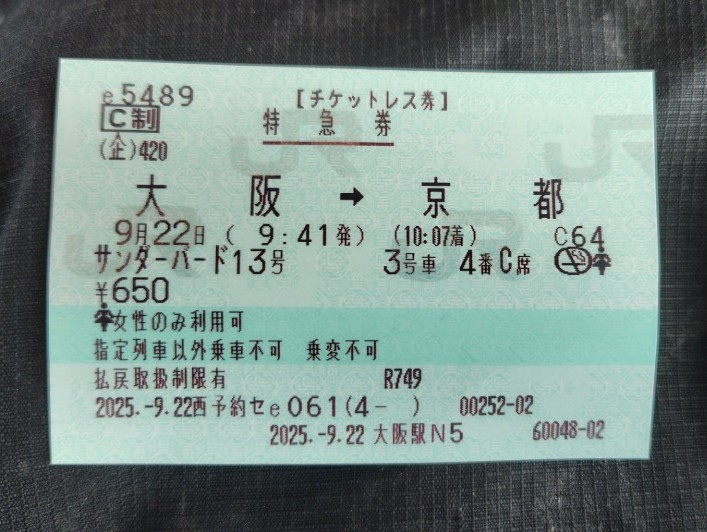 e5489 【チケットレス券】
C制 特急券
(企)420
大阪 → 京都
9月22日( 9:41発) (10:07着) C64
サンダーバード13号 3号車 4番C席
¥650
女性のみ利用可
指定列車以外乗車不可 乗変不可
払戻取扱制限有 R749
2025.-9.22西予約セe061(4- ) 00252-02
2025.-9.22 大阪駅N5 60048-02